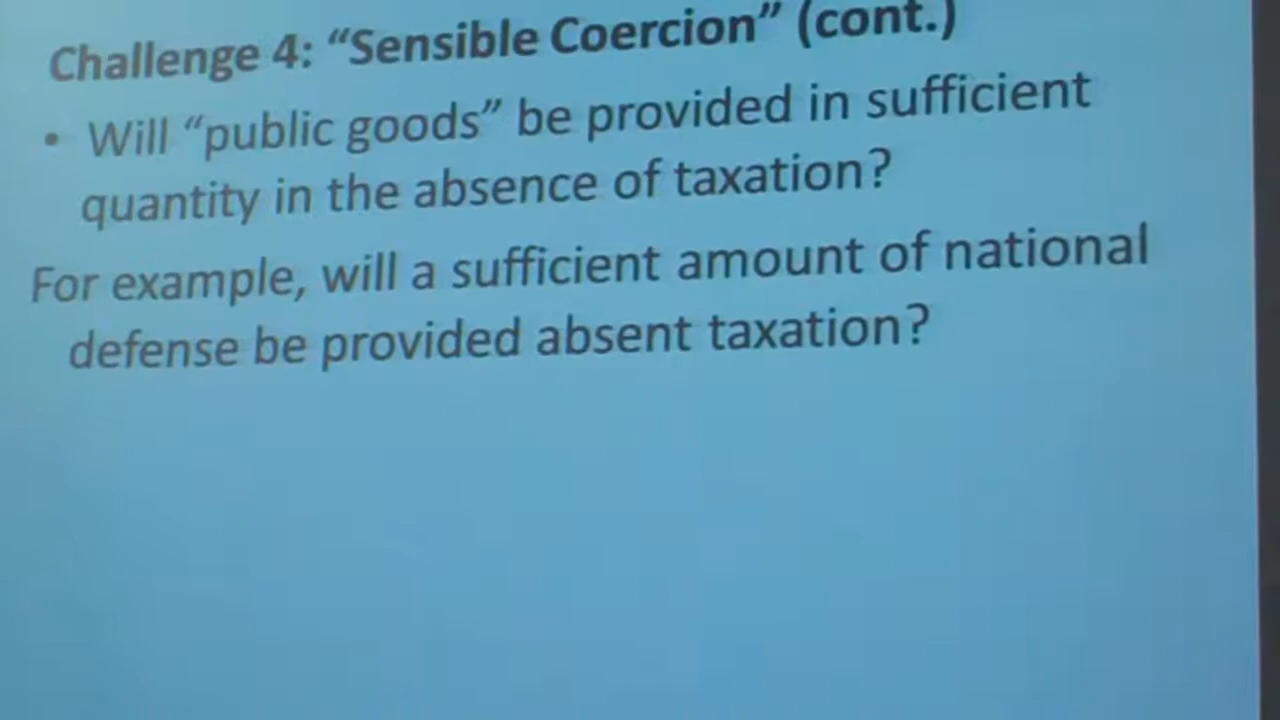 Challenge 4: “Sensible Coercion” (cont.)
• Will “public goods” be provided in sufficient
quantity in the absence of taxation?
For example, will a sufficient amount of national
defense be provided absent taxation?